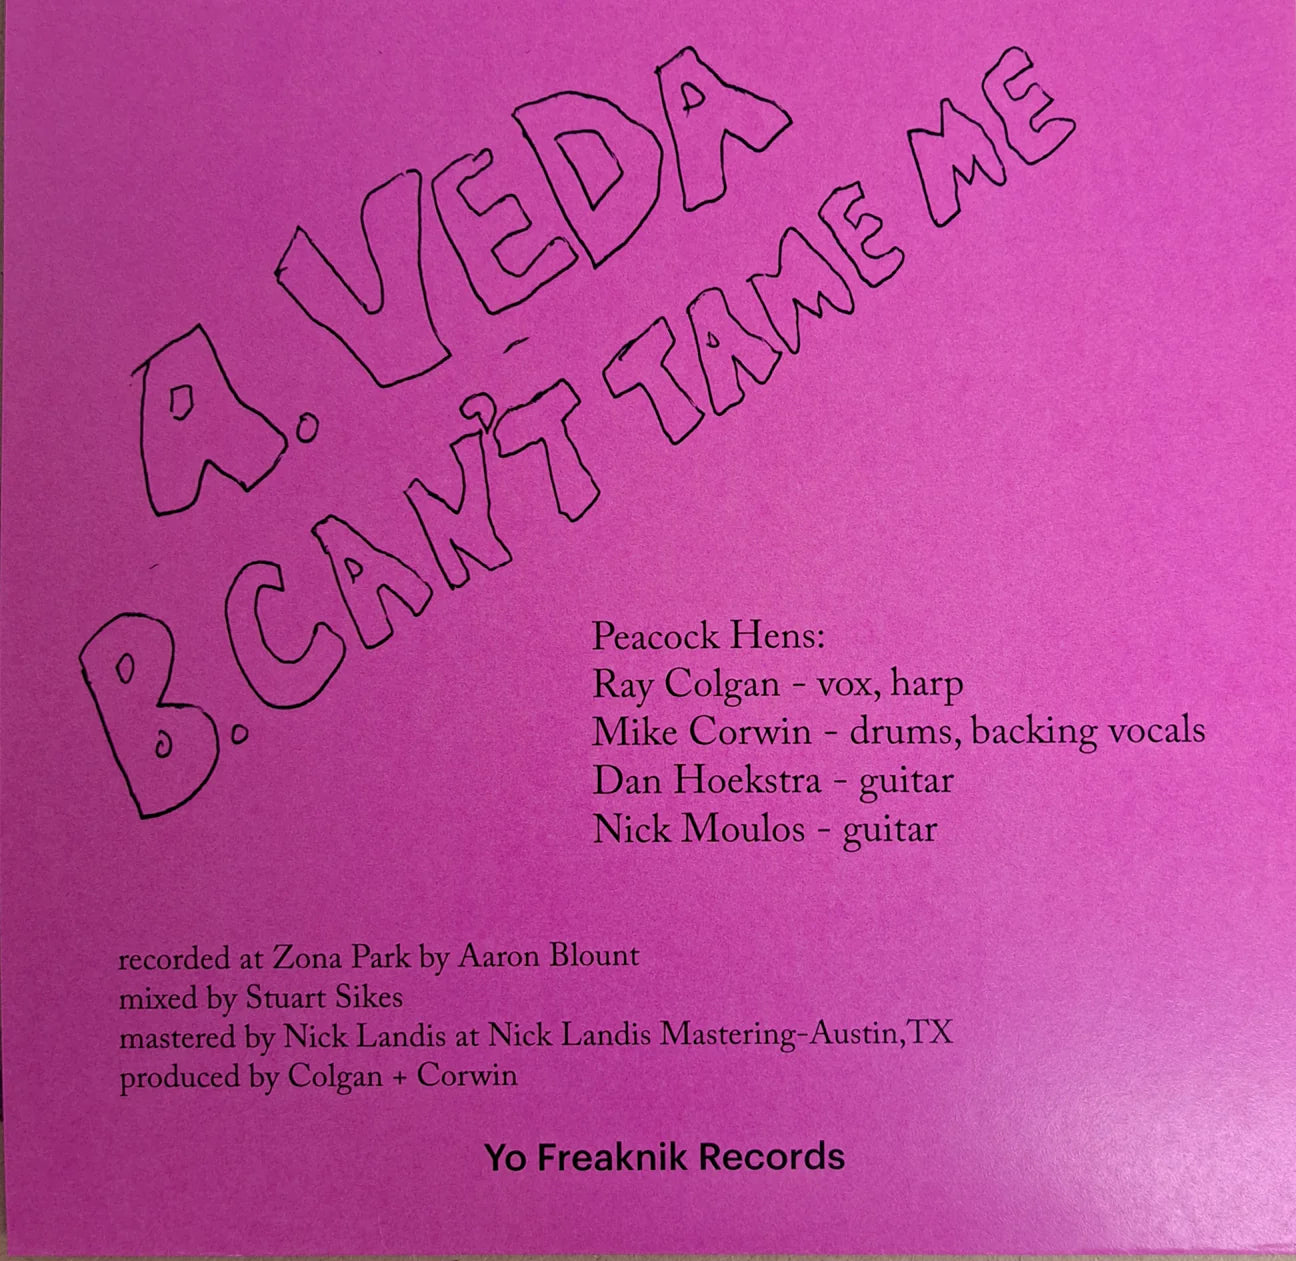 A. VEDA
B. CAN'T TAME ME
Peacock Hens:
Ray Colgan - vox, harp
Mike Corwin - drums, backing vocals
Dan Hoekstra - guitar
Nick Moulos - guitar
recorded at Zona Park by Aaron Blount
mixed by Stuart Sikes
mastered by Nick Landis at Nick Landis Mastering-Austin,TX
produced by Colgan + Corwin
Yo Freaknik Records